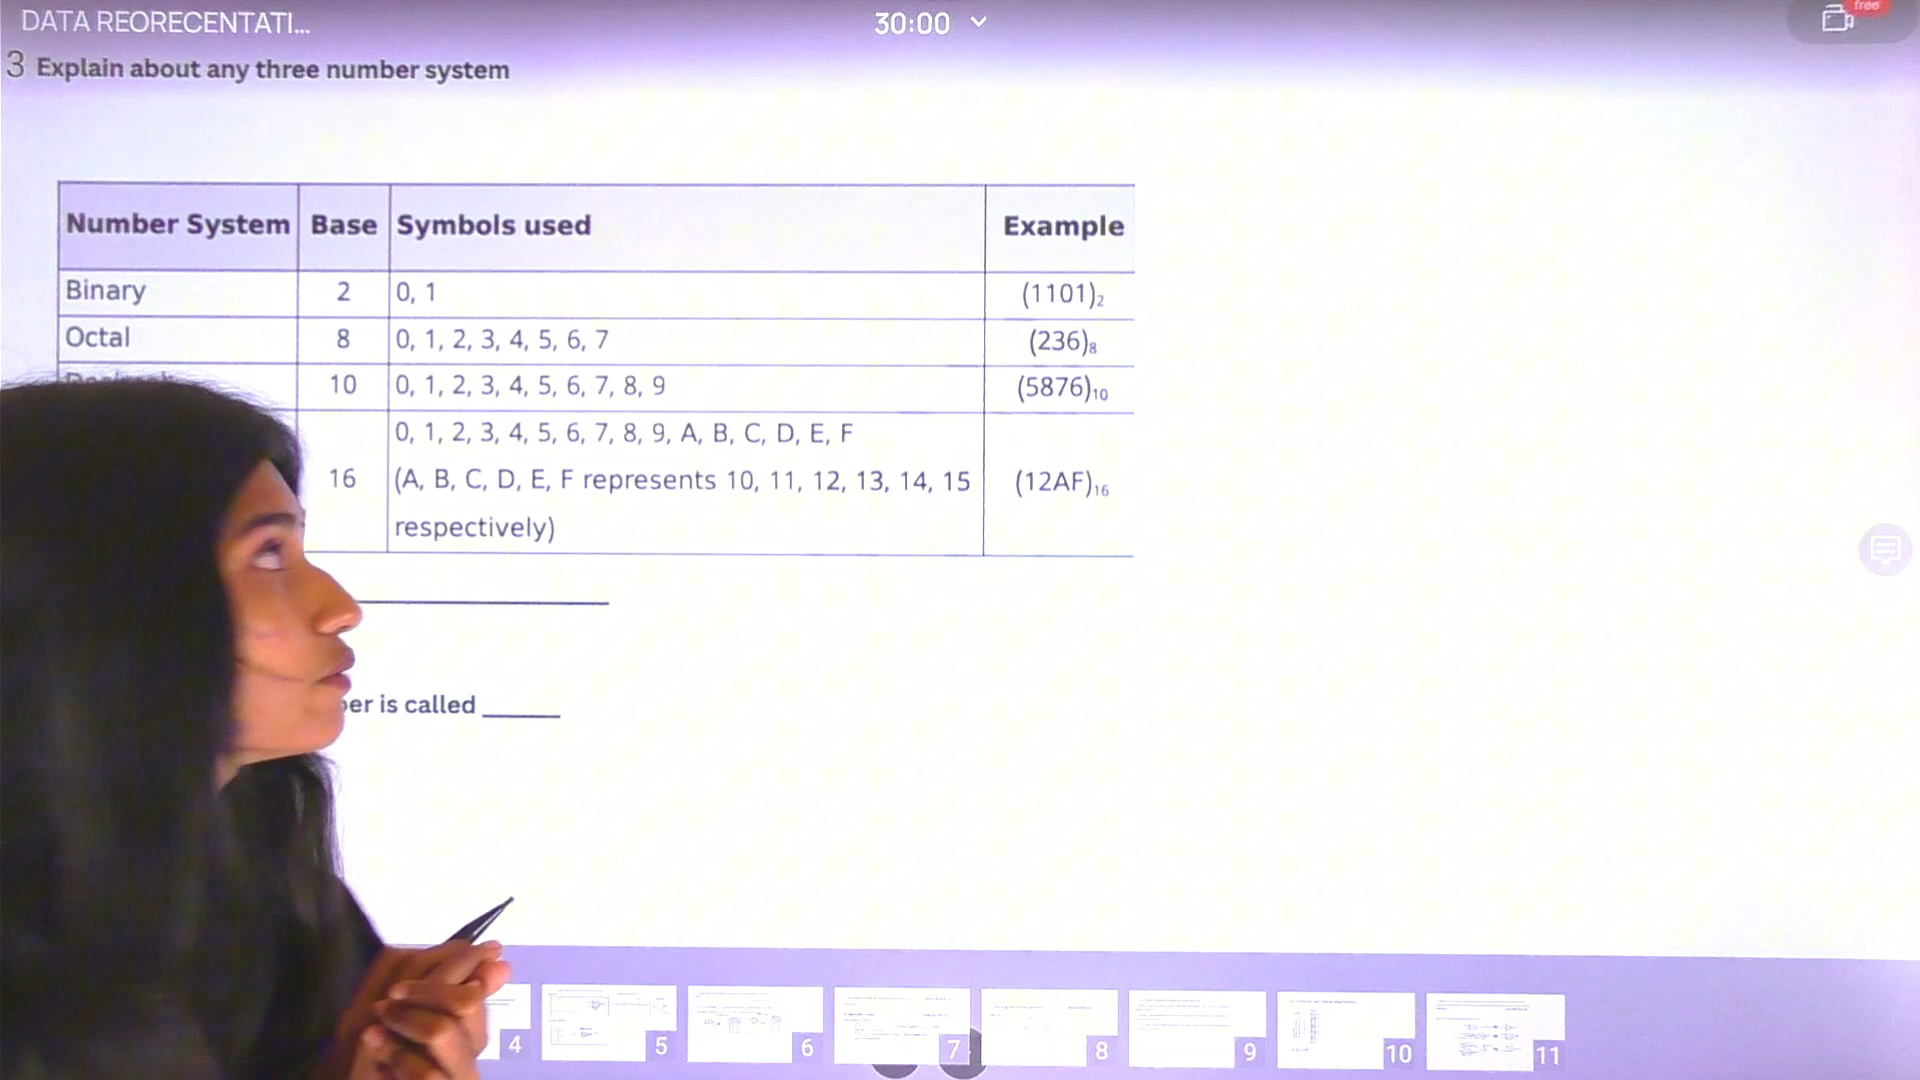 DATA REORECENTATI...
30:00
free
3 Explain about any three number system
Number System Base Symbols used Example
Binary 2 0, 1 (1101)2
Octal 8 0, 1, 2, 3, 4, 5, 6, 7 (236)8
10 0, 1, 2, 3, 4, 5, 6, 7, 8, 9 (5876)10
0, 1, 2, 3, 4, 5, 6, 7, 8, 9, A, B, C, D, E, F
16 (A, B, C, D, E, F represents 10, 11, 12, 13, 14, 15 (12AF)16
respectively)
is called ______
4 5 6 7 8 9 10 11